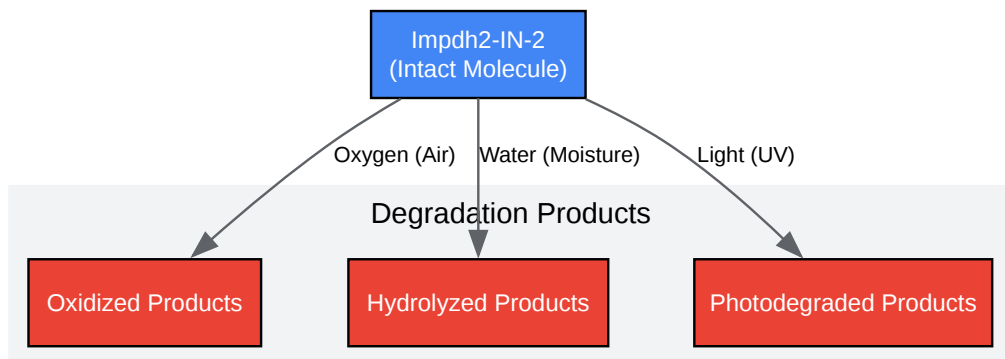 Impdh2-IN-2
(Intact Molecule)
Oxygen (Air)
Water (Moisture)
Light (UV)
Degradation Products
Oxidized Products
Hydrolyzed Products
Photodegraded Products